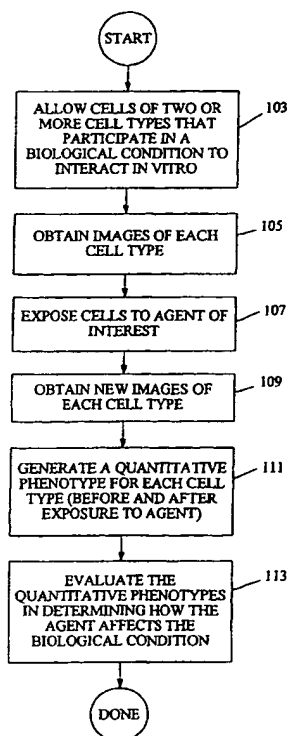 START
ALLOW CELLS OF TWO OR
MORE CELL TYPES THAT
PARTICIPATE IN A
BIOLOGICAL CONDITION TO
INTERACT IN VITRO
103
OBTAIN IMAGES OF EACH
CELL TYPE
105
EXPOSE CELLS TO AGENT OF
INTEREST
107
OBTAIN NEW IMAGES OF
EACH CELL TYPE
109
GENERATE A QUANTITATIVE
PHENOTYPE FOR EACH CELL
TYPE (BEFORE AND AFTER
EXPOSURE TO AGENT)
111
EVALUATE THE
QUANTITATIVE PHENOTYPES
IN DETERMINING HOW THE
AGENT AFFECTS THE
BIOLOGICAL CONDITION
113
DONE